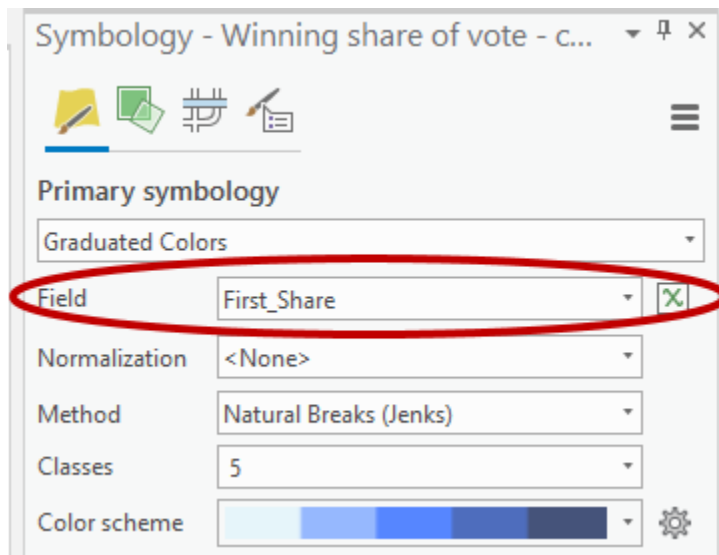 Symbology - Winning share of vote - c...
Primary symbology
Graduated Colors
Field First_Share
Normalization <None>
Method Natural Breaks (Jenks)
Classes 5
Color scheme